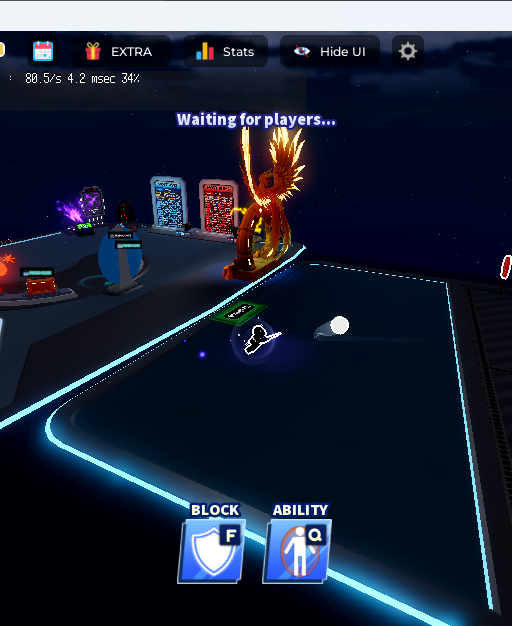 EXTRA
Stats
Hide UI
: 80.5/s 4.2 msec 34%
Waiting for players...
BLOCK
ABILITY
F
Q